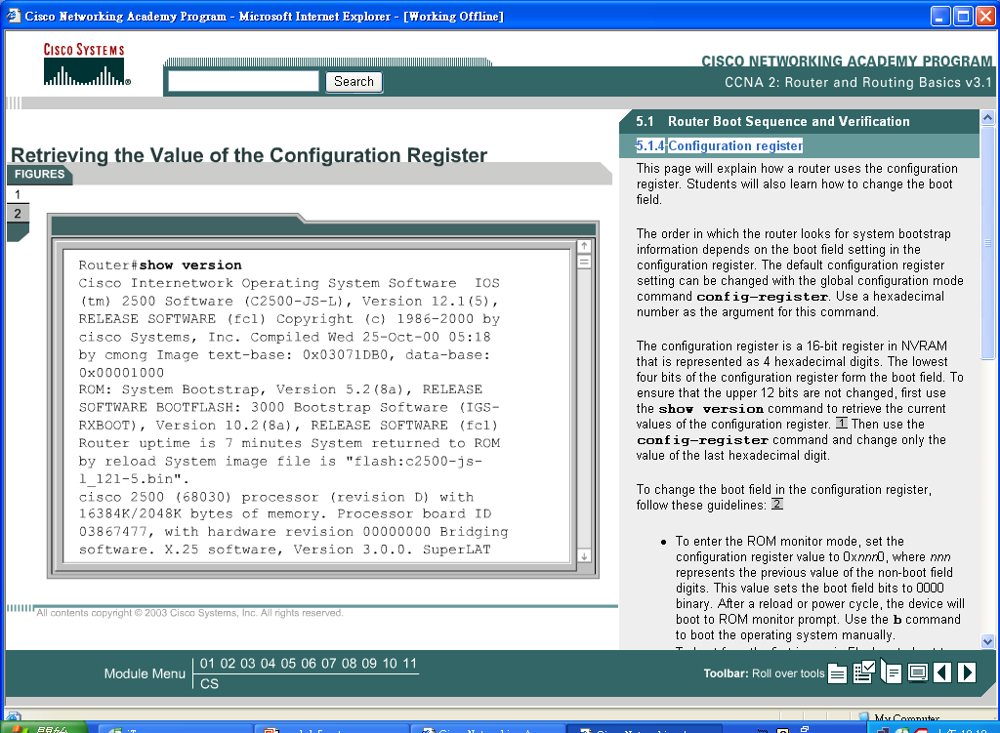 Cisco Networking Academy Program - Microsoft Internet Explorer - [Working Offline]
CISCO SYSTEMS
®
Search
CISCO NETWORKING ACADEMY PROGRAM
CCNA 2: Router and Routing Basics v3.1
Retrieving the Value of the Configuration Register
FIGURES
1
2
Router#show version
Cisco Internetwork Operating System Software IOS
(tm) 2500 Software (C2500-JS-L), Version 12.1(5),
RELEASE SOFTWARE (fc1) Copyright (c) 1986-2000 by
cisco Systems, Inc. Compiled Wed 25-Oct-00 05:18
by cmong Image text-base: 0x03071DB0, data-base:
0x00001000
ROM: System Bootstrap, Version 5.2(8a), RELEASE
SOFTWARE BOOTFLASH: 3000 Bootstrap Software (IGS-
RXBOOT), Version 10.2(8a), RELEASE SOFTWARE (fc1)
Router uptime is 7 minutes System returned to ROM
by reload System image file is "flash:c2500-js-
l_121-5.bin".
cisco 2500 (68030) processor (revision D) with
16384K/2048K bytes of memory. Processor board ID
03867477, with hardware revision 00000000 Bridging
software. X.25 software, Version 3.0.0. SuperLAT
All contents copyright © 2003 Cisco Systems, Inc. All rights reserved.
5.1 Router Boot Sequence and Verification
5.1.4 Configuration register
This page will explain how a router uses the configuration
register. Students will also learn how to change the boot
field.
The order in which the router looks for system bootstrap
information depends on the boot field setting in the
configuration register. The default configuration register
setting can be changed with the global configuration mode
command config-register. Use a hexadecimal
number as the argument for this command.
The configuration register is a 16-bit register in NVRAM
that is represented as 4 hexadecimal digits. The lowest
four bits of the configuration register form the boot field. To
ensure that the upper 12 bits are not changed, first use
the show version command to retrieve the current
values of the configuration register. 1 Then use the
config-register command and change only the
value of the last hexadecimal digit.
To change the boot field in the configuration register,
follow these guidelines: 2
• To enter the ROM monitor mode, set the
configuration register value to 0xnnn0, where nnn
represents the previous value of the non-boot field
digits. This value sets the boot field bits to 0000
binary. After a reload or power cycle, the device will
boot to ROM monitor prompt. Use the b command
to boot the operating system manually.
Module Menu
01 02 03 04 05 06 07 08 09 10 11
CS
Toolbar: Roll over tools
My Computer